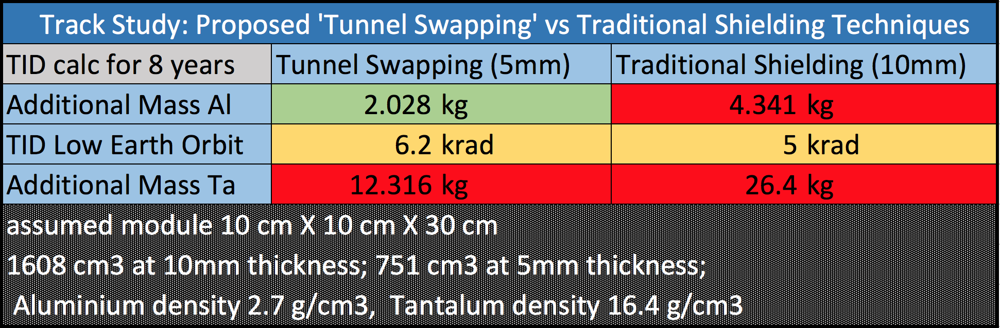 Track Study: Proposed 'Tunnel Swapping' vs Traditional Shielding Techniques
TID calc for 8 years Tunnel Swapping (5mm) Traditional Shielding (10mm)
Additional Mass Al 2.028 kg 4.341 kg
TID Low Earth Orbit 6.2 krad 5 krad
Additional Mass Ta 12.316 kg 26.4 kg
assumed module 10 cm X 10 cm X 30 cm
1608 cm3 at 10mm thickness; 751 cm3 at 5mm thickness;
Aluminium density 2.7 g/cm3, Tantalum density 16.4 g/cm3